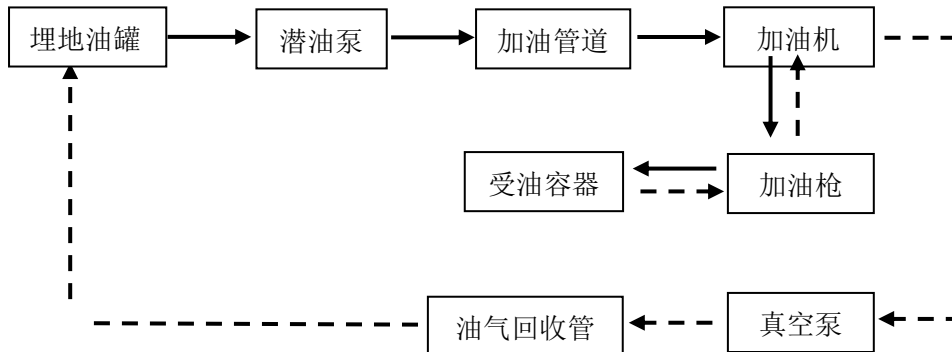 埋地油罐
潜油泵
加油管道
加油机
受油容器
加油枪
油气回收管
真空泵